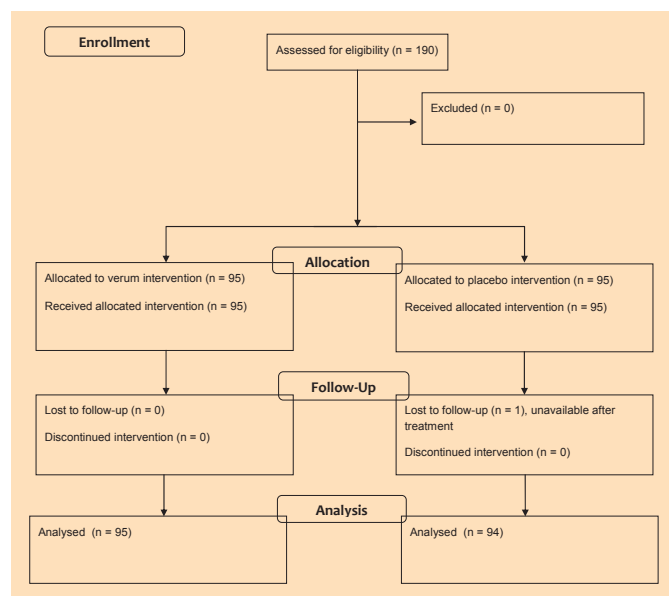 Enrollment
Assessed for eligibility (n = 190)
Excluded (n = 0)
Allocation
Allocated to verum intervention (n = 95)
Received allocated intervention (n = 95)
Allocated to placebo intervention (n = 95)
Received allocated intervention (n = 95)
Follow-Up
Lost to follow-up (n = 0)
Discontinued intervention (n = 0)
Lost to follow-up (n = 1), unavailable after
treatment
Discontinued intervention (n = 0)
Analysis
Analysed (n = 95)
Analysed (n = 94)